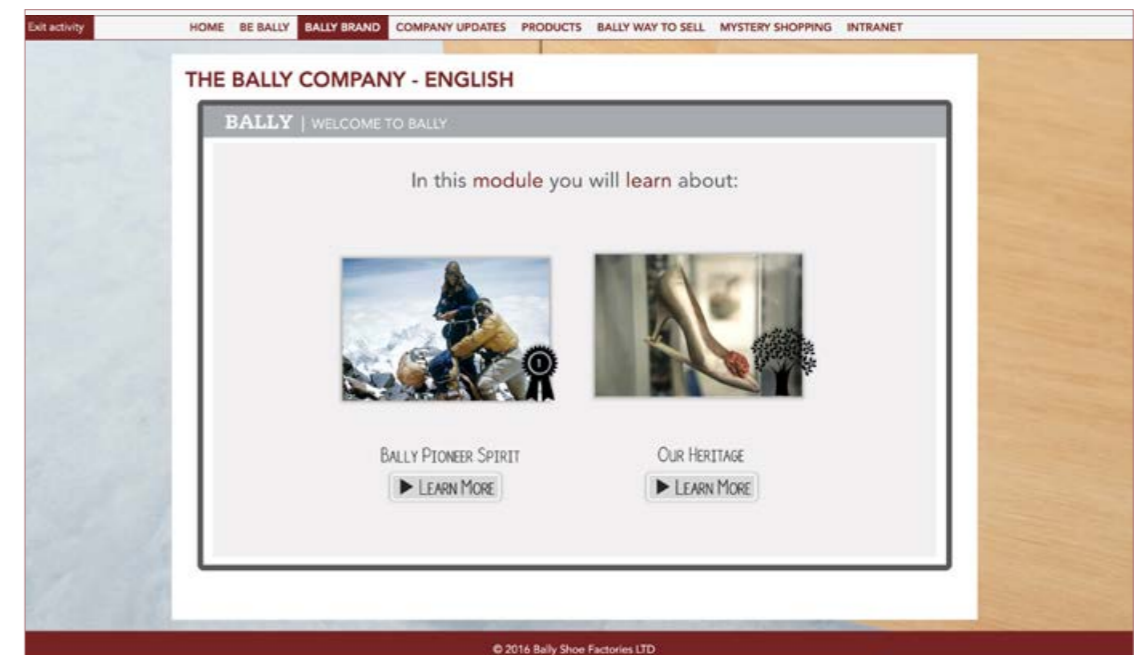 Exit activity
HOME BE BALLY BALLY BRAND COMPANY UPDATES PRODUCTS BALLY WAY TO SELL MYSTERY SHOPPING INTRANET
THE BALLY COMPANY - ENGLISH
BALLY | WELCOME TO BALLY
In this module you will learn about:
1
BALLY PIONEER SPIRIT
OUR HERITAGE
LEARN MORE
LEARN MORE
© 2016 Bally Shoe Factories LTD